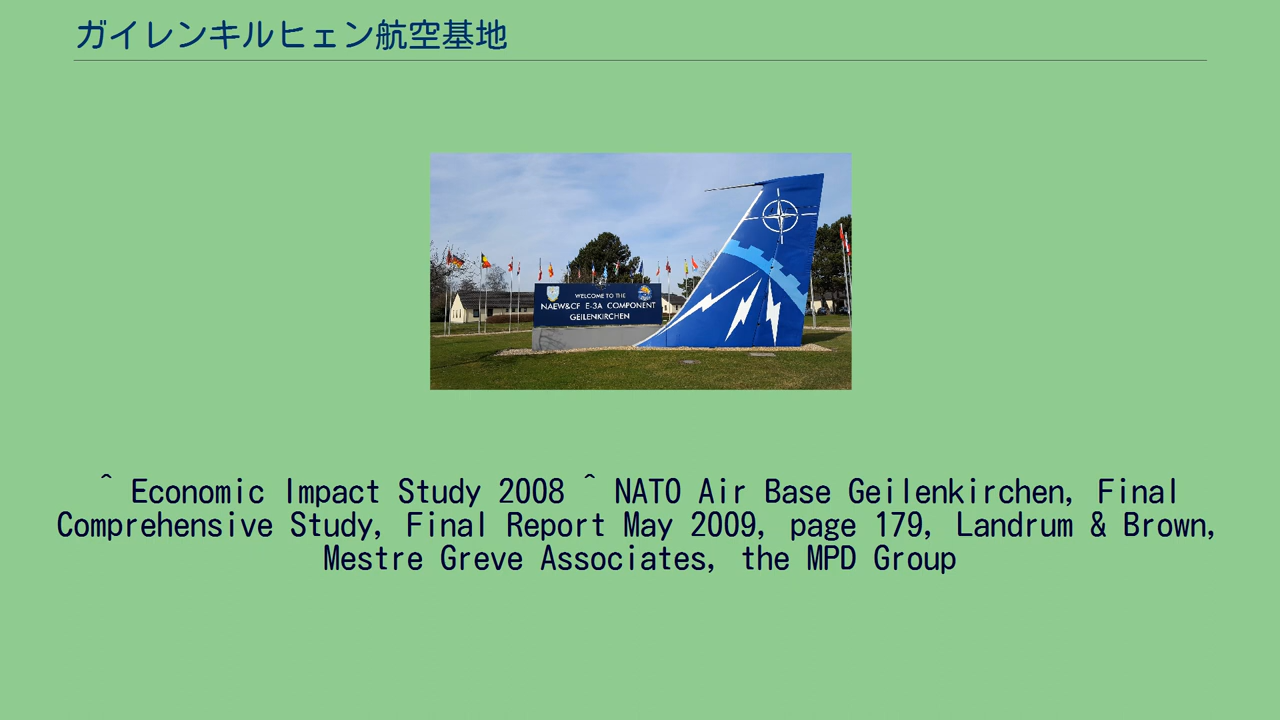 ガイレンキルヒェン航空基地
WELCOME TO THE
NAEW&CF E-3A COMPONENT
GEILENKIRCHEN
^ Economic Impact Study 2008 ^ NATO Air Base Geilenkirchen, Final
Comprehensive Study, Final Report May 2009, page 179, Landrum & Brown,
Mestre Greve Associates, the MPD Group